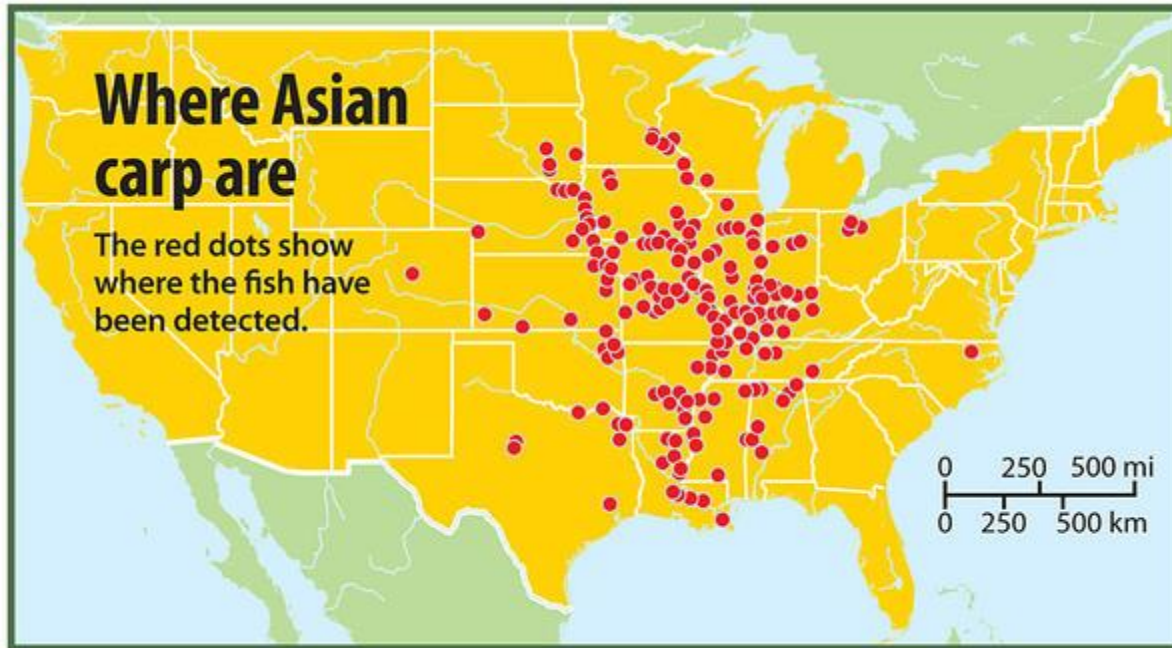 Where Asian
carp are
The red dots show
where the fish have
been detected.
0 250 500 mi
0 250 500 km